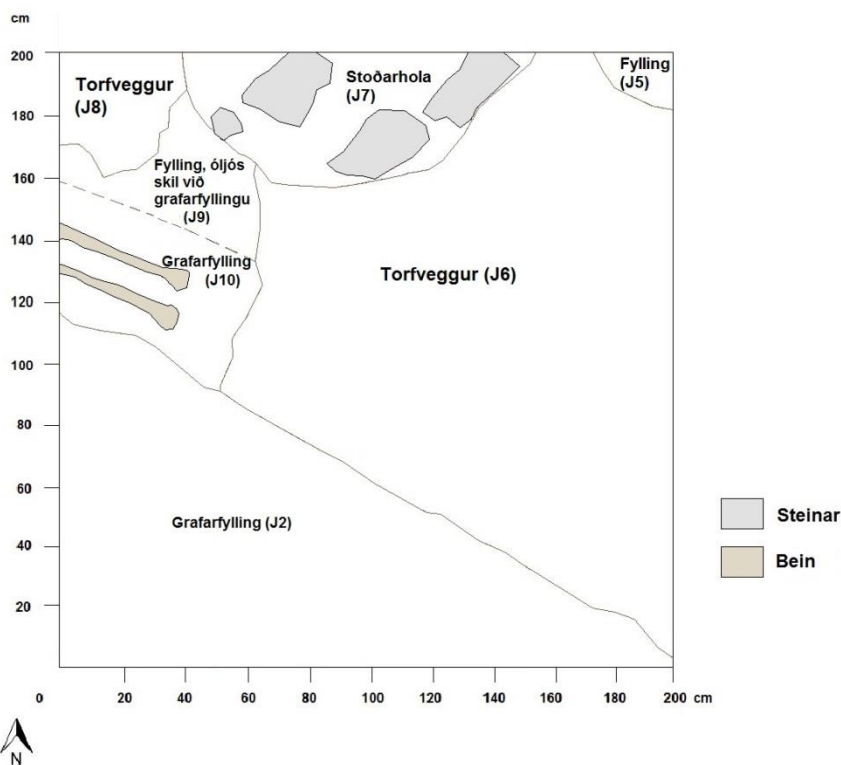 cm
200
180
160
140
120
100
80
60
40
20
Torfveggur
(J8)
Stoðarhola
(J7)
Fylling
(J5)
Fylling, óljós
skil við
grafarfyllingu
(J9)
Grafarfylling
(J10)
Torfveggur (J6)
Grafarfylling (J2)
Steinar
Bein
0 20 40 60 80 100 120 140 160 180 200 cm
N